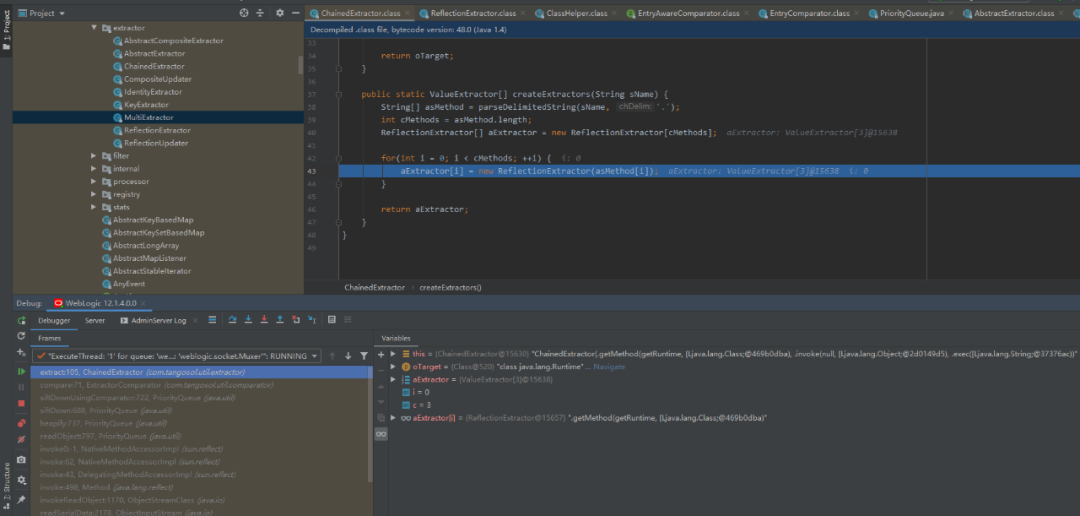 Project
ChainedExtractor.class
ReflectionExtractor.class
ClassHelper.class
EntryAwareComparator.class
EntryComparator.class
PriorityQueue.java
AbstractExtractor.class
Decompiled .class file, bytecode version: 48.0 (Java 1.4)
1: Project
extractor
AbstractCompositeExtractor
AbstractExtractor
ChainedExtractor
CompositeUpdater
IdentityExtractor
KeyExtractor
MultiExtractor
ReflectionExtractor
ReflectionUpdater
filter
internal
processor
registry
stats
AbstractKeyBasedMap
AbstractKeySetBasedMap
AbstractLongArray
AbstractMapListener
AbstractStableIterator
AnyEvent
33
34 return oTarget;
35 }
36
37 public static ValueExtractor[] createExtractors(String sName) {
38 String[] asMethod = parseDelimitedString(sName, chDelim: '.');
39 int cMethods = asMethod.length;
40 ReflectionExtractor[] aExtractor = new ReflectionExtractor[cMethods]; aExtractor: ValueExtractor[3]@15638
41
42 for(int i = 0; i < cMethods; ++i) { i: 0
43 aExtractor[i] = new ReflectionExtractor(asMethod[i]); aExtractor: ValueExtractor[3]@15638 i: 0
44 }
45
46 return aExtractor;
47 }
48 }
49
ChainedExtractor
createExtractors()
Debug:
WebLogic 12.1.4.0.0
Debugger
Server
AdminServer Log
Frames
Variables
"ExecuteThread: '1' for queue: 'we...: 'weblogic.socket.Muxer'": RUNNING
extract:105, ChainedExtractor (com.tangosol.util.extractor)
compare:71, ExtractorComparator (com.tangosol.util.comparator)
siftDownUsingComparator:722, PriorityQueue (java.util)
siftDown:688, PriorityQueue (java.util)
heapify:737, PriorityQueue (java.util)
readObject:797, PriorityQueue (java.util)
invoke0:-1, NativeMethodAccessorImpl (sun.reflect)
invoke:62, NativeMethodAccessorImpl (sun.reflect)
invoke:43, DelegatingMethodAccessorImpl (sun.reflect)
invoke:498, Method (java.lang.reflect)
invokeReadObject:1170, ObjectStreamClass (java.io)
readSerialData:2178, ObjectInputStream (java.io)
this = {ChainedExtractor@15630} "ChainedExtractor(.getMethod(getRuntime, [Ljava.lang.Class;@469b0dba), .invoke(null, [Ljava.lang.Object;@2d0149d5), .exec([Ljava.lang.String;@37376ac))"
oTarget = {Class@520} "class java.lang.Runtime"... Navigate
aExtractor = {ValueExtractor[3]@15638}
i = 0
c = 3
aExtractor[i] = {ReflectionExtractor@15657} ".getMethod(getRuntime, [Ljava.lang.Class;@469b0dba)"
7: Structure